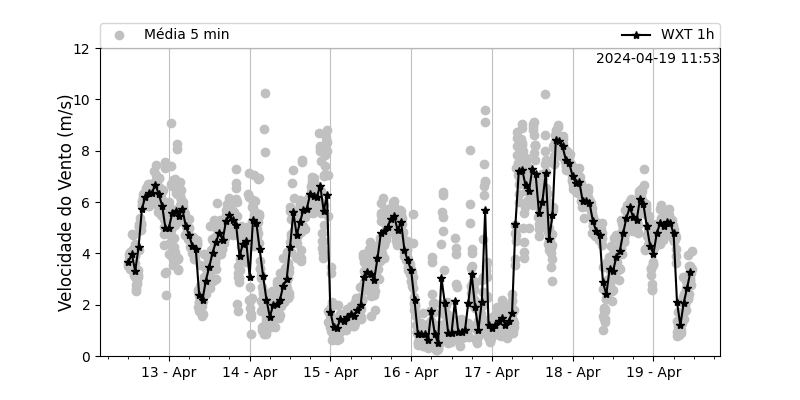 Média 5 min
WXT 1h
2024-04-19 11:53
Velocidade do Vento (m/s)
12
10
8
6
4
2
0
13 - Apr
14 - Apr
15 - Apr
16 - Apr
17 - Apr
18 - Apr
19 - Apr